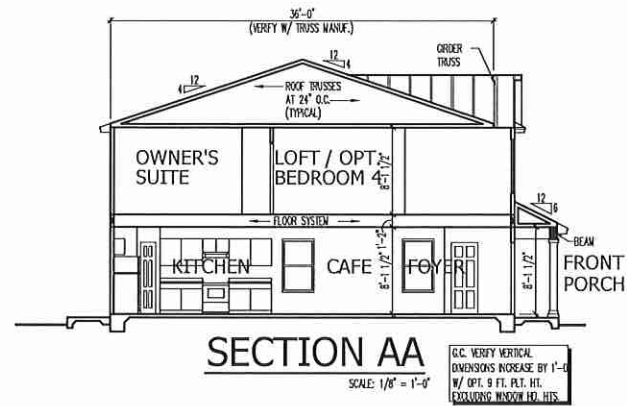 36'-0"
(VERIFY W/ TRUSS MANUF.)
GIRDER
TRUSS
12
4
12
4
ROOF TRUSSES
AT 24" O.C.
(TYPICAL)
OWNER'S
SUITE
LOFT / OPT.
BEDROOM 4
8'-1 1/2"
12
6
FLOOR SYSTEM
1'-2"
BEAM
KITCHEN
CAFE
FOYER
8'-1 1/2"
8'-1 1/2"
FRONT
PORCH
SECTION AA
SCALE: 1/8" = 1'-0"
G.C. VERIFY VERTICAL
DIMENSIONS INCREASE BY 1'-0
W/ OPT. 9 FT. PLT. HT.
EXCLUDING WINDOW HD. HTS.